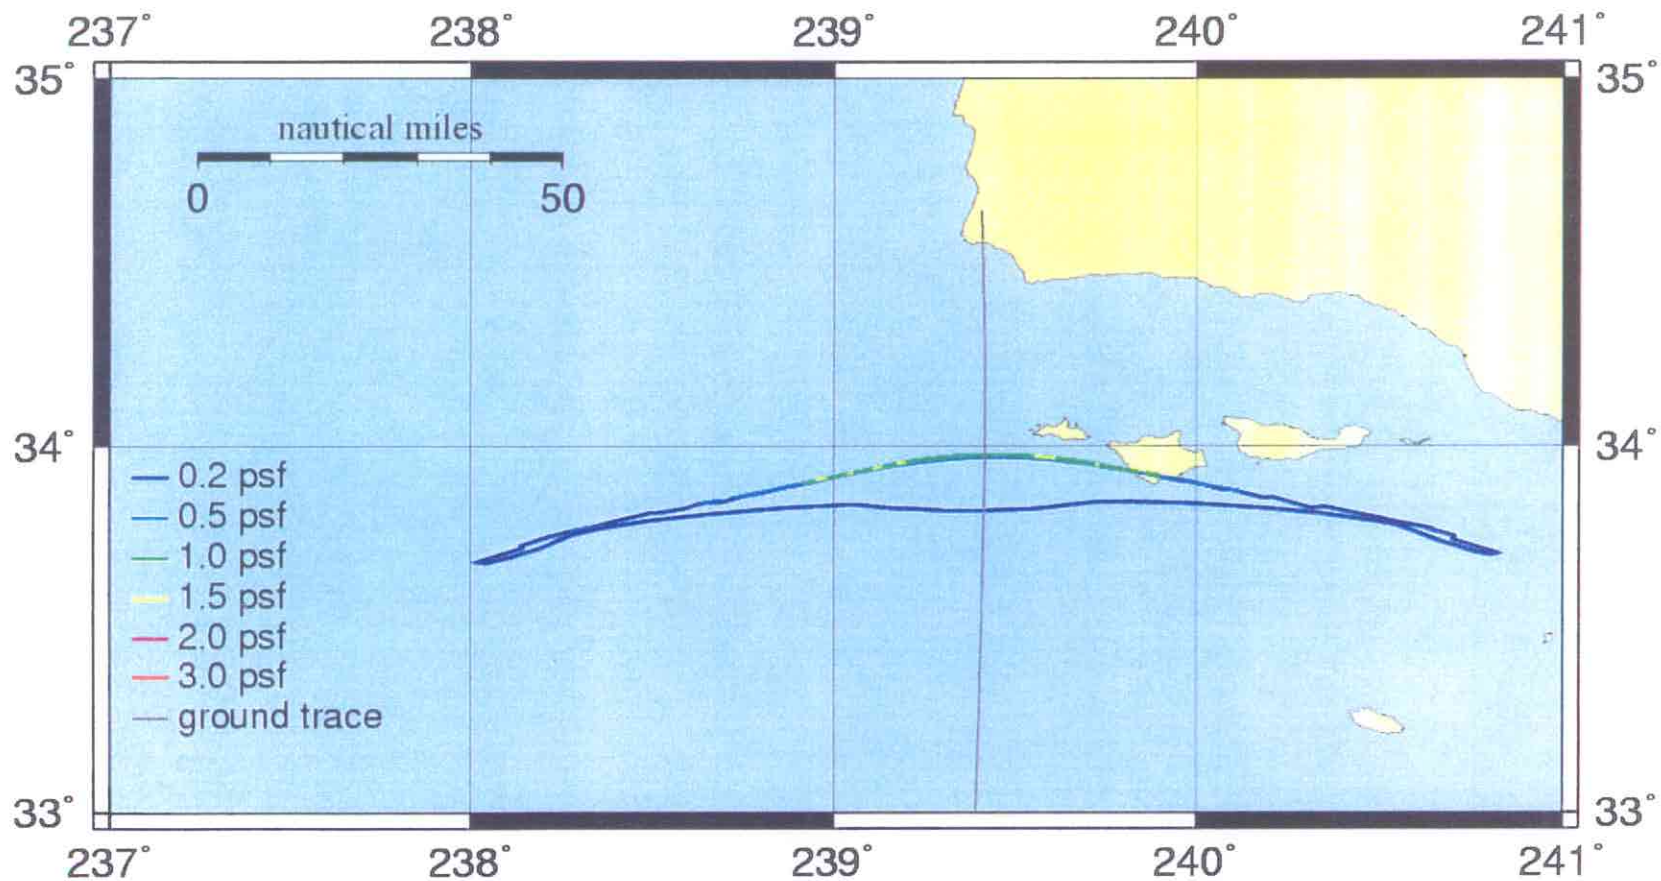 237° 238° 239° 240° 241°
35° 35°
nautical miles
0 50
34° 34°
0.2 psf
0.5 psf
1.0 psf
1.5 psf
2.0 psf
3.0 psf
ground trace
33° 33°
237° 238° 239° 240° 241°